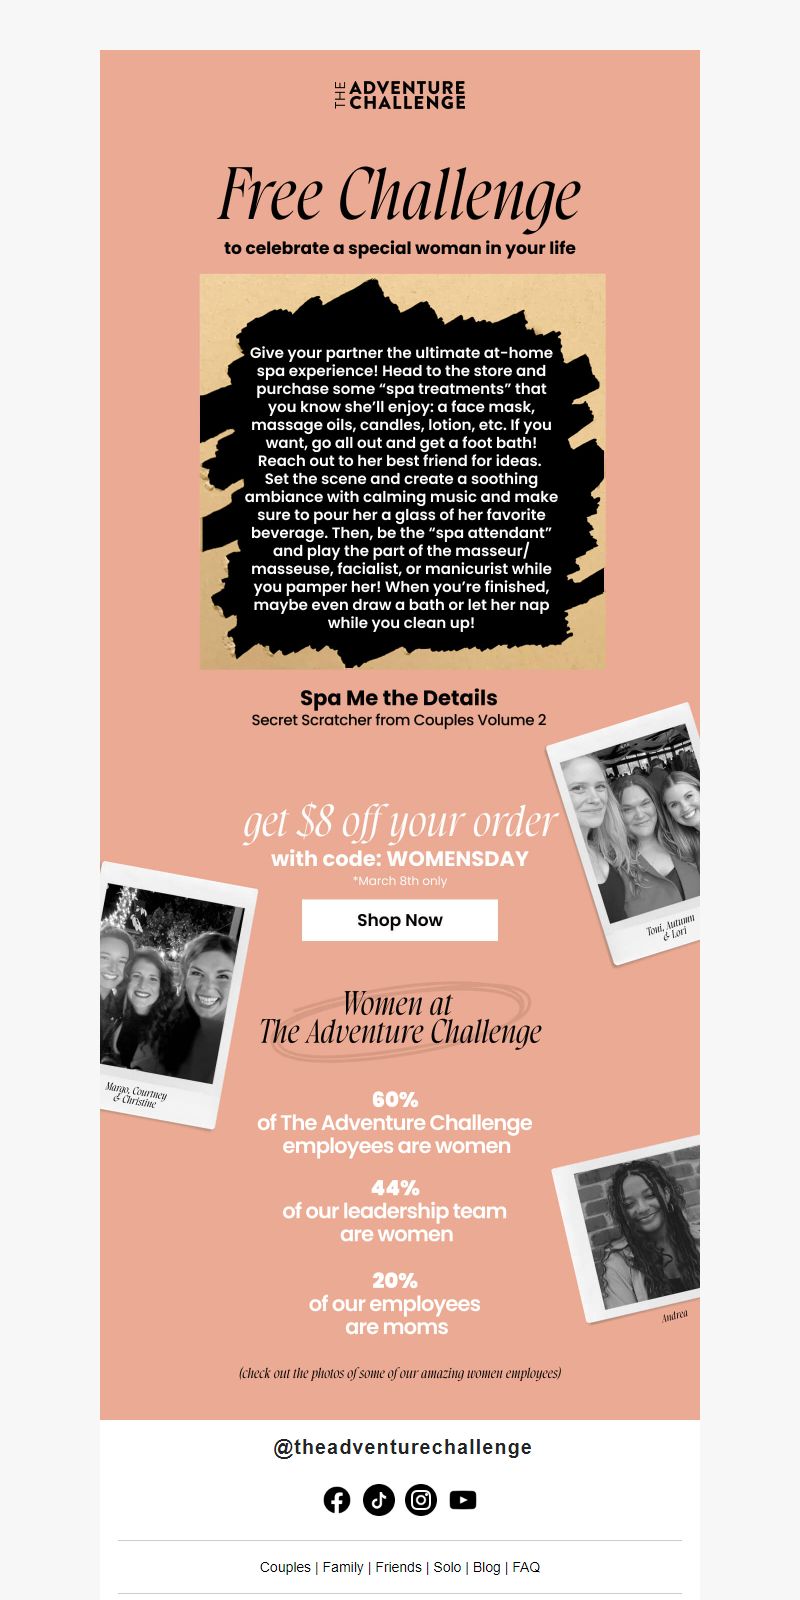 THE ADVENTURE
CHALLENGE
Free Challenge
to celebrate a special woman in your life
Give your partner the ultimate at-home
spa experience! Head to the store and
purchase some “spa treatments” that
you know she’ll enjoy: a face mask,
massage oils, candles, lotion, etc. If you
want, go all out and get a foot bath!
Reach out to her best friend for ideas.
Set the scene and create a soothing
ambiance with calming music and make
sure to pour her a glass of her favorite
beverage. Then, be the “spa attendant”
and play the part of the masseur/
masseuse, facialist, or manicurist while
you pamper her! When you’re finished,
maybe even draw a bath or let her nap
while you clean up!
Spa Me the Details
Secret Scratcher from Couples Volume 2
get $8 off your order
with code: WOMENSDAY
*March 8th only
Shop Now
Toni, Autumn
& Lori
Women at
The Adventure Challenge
Margo, Courtney
& Christine
60%
of The Adventure Challenge
employees are women
44%
of our leadership team
are women
20%
of our employees
are moms
Andrea
(check out the photos of some of our amazing women employees)
@theadventurechallenge
Couples | Family | Friends | Solo | Blog | FAQ